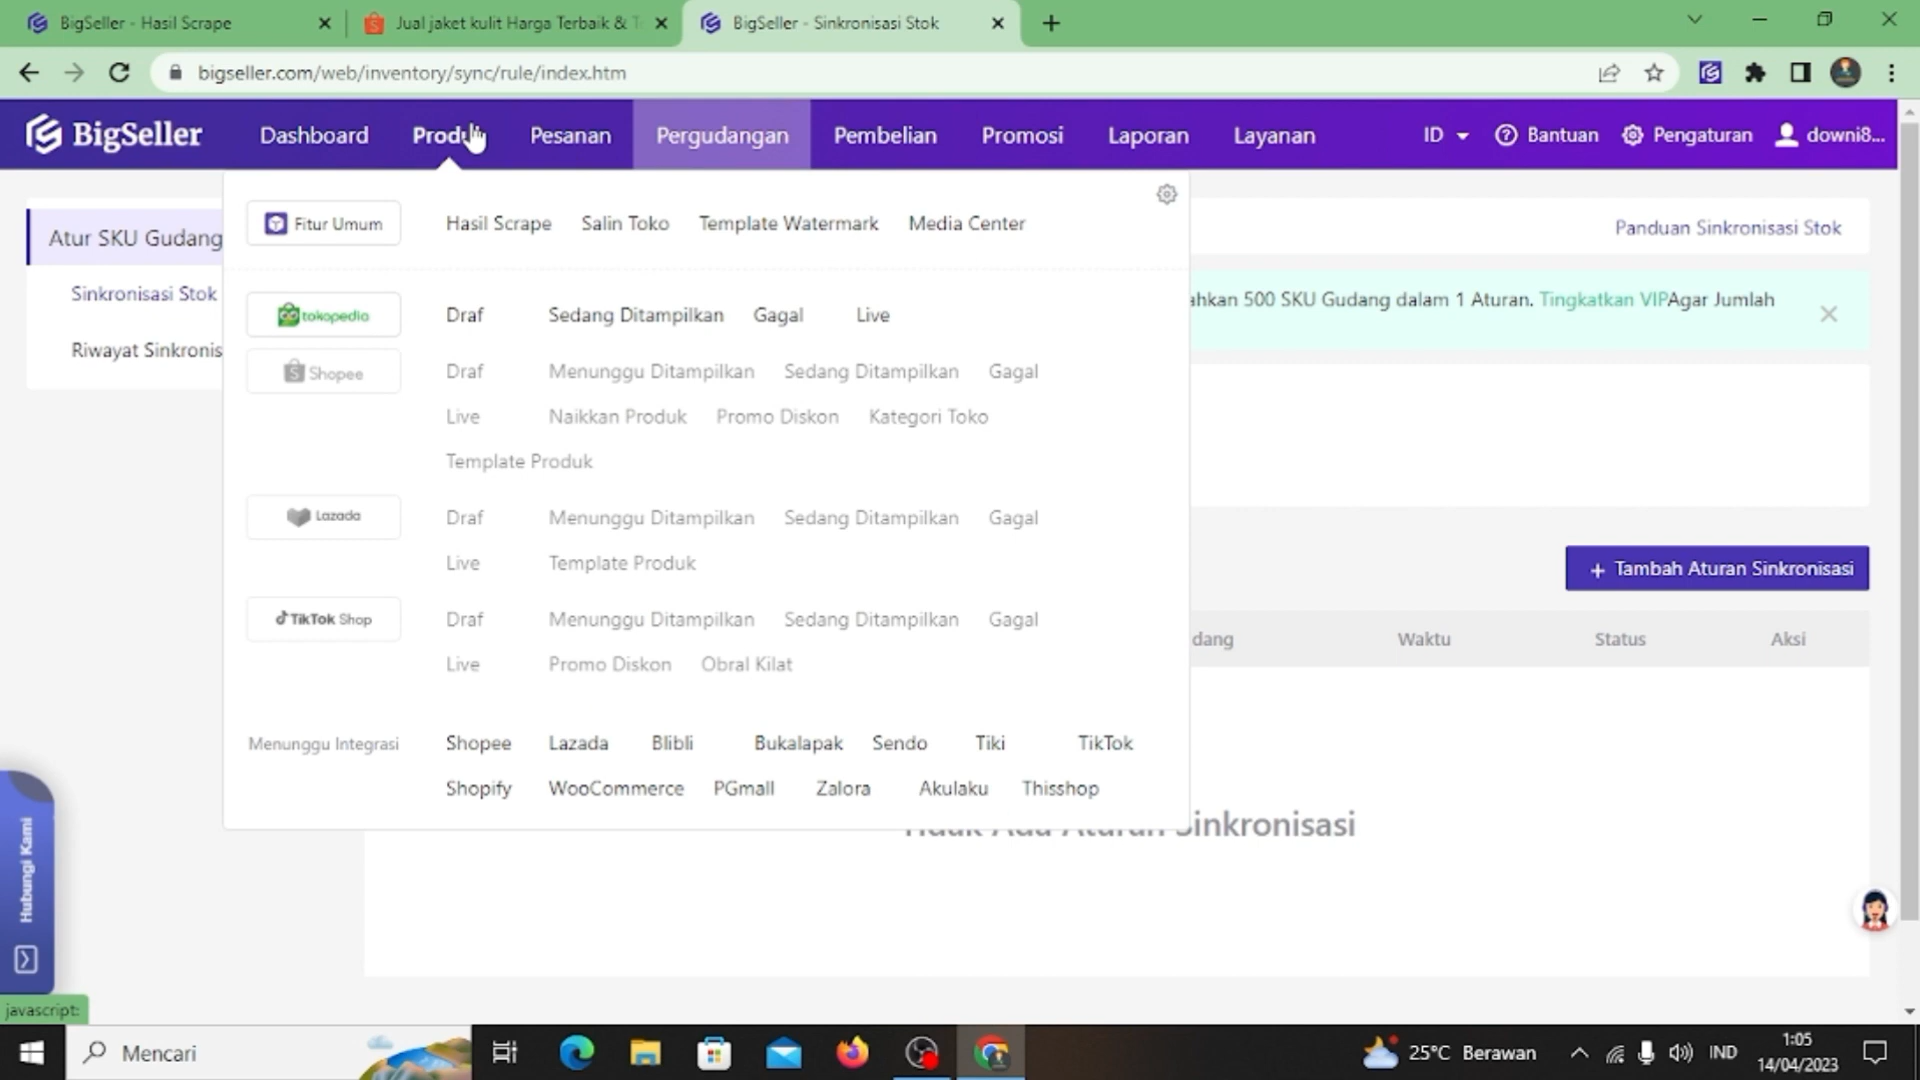 BigSeller - Hasil Scrape
Jual jaket kulit Harga Terbaik &
BigSeller - Sinkronisasi Stok
bigseller.com/web/inventory/sync/rule/index.htm
BigSeller
Dashboard
Produk
Pesanan
Pergudangan
Pembelian
Promosi
Laporan
Layanan
ID
Bantuan
Pengaturan
downi8...
Fitur Umum
Hasil Scrape Salin Toko Template Watermark Media Center
Atur SKU Gudang
Panduan Sinkronisasi Stok
Sinkronisasi Stok
ahkan 500 SKU Gudang dalam 1 Aturan. Tingkatkan VIPAgar Jumlah
tokopedia
Draf Sedang Ditampilkan Gagal Live
Riwayat Sinkronis
Shopee
Draf Menunggu Ditampilkan Sedang Ditampilkan Gagal
Live Naikkan Produk Promo Diskon Kategori Toko
Template Produk
Lazada
Draf Menunggu Ditampilkan Sedang Ditampilkan Gagal
Live Template Produk
+ Tambah Aturan Sinkronisasi
TikTok Shop
Draf Menunggu Ditampilkan Sedang Ditampilkan Gagal
Live Promo Diskon Obral Kilat
dang Waktu Status Aksi
Menunggu Integrasi
Shopee Lazada Blibli Bukalapak Sendo Tiki TikTok
Shopify WooCommerce PGmall Zalora Akulaku Thisshop
Tidak Ada Aturan Sinkronisasi
Hubungi Kami
javascript:
Mencari
25°C Berawan
IND
1:05
14/04/2023